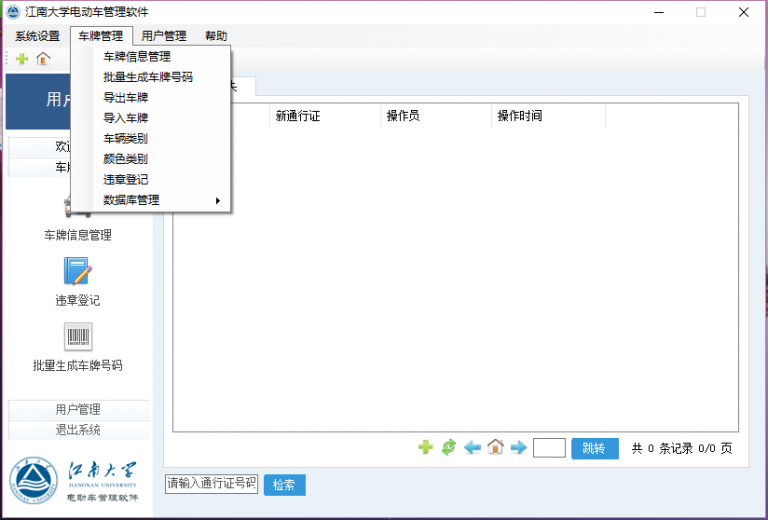 江南大学电动车管理软件
系统设置 车牌管理 用户管理 帮助
车牌信息管理
批量生成车牌号码
导出车牌
导入车牌
车辆类别
颜色类别
违章登记
数据库管理
新通行证 操作员 操作时间
车牌信息管理
违章登记
批量生成车牌号码
用户管理
退出系统
江南大学
JIANGNAN UNIVERSITY
电动车管理软件
跳转 共 0 条记录 0/0 页
请输入通行证号码 检索